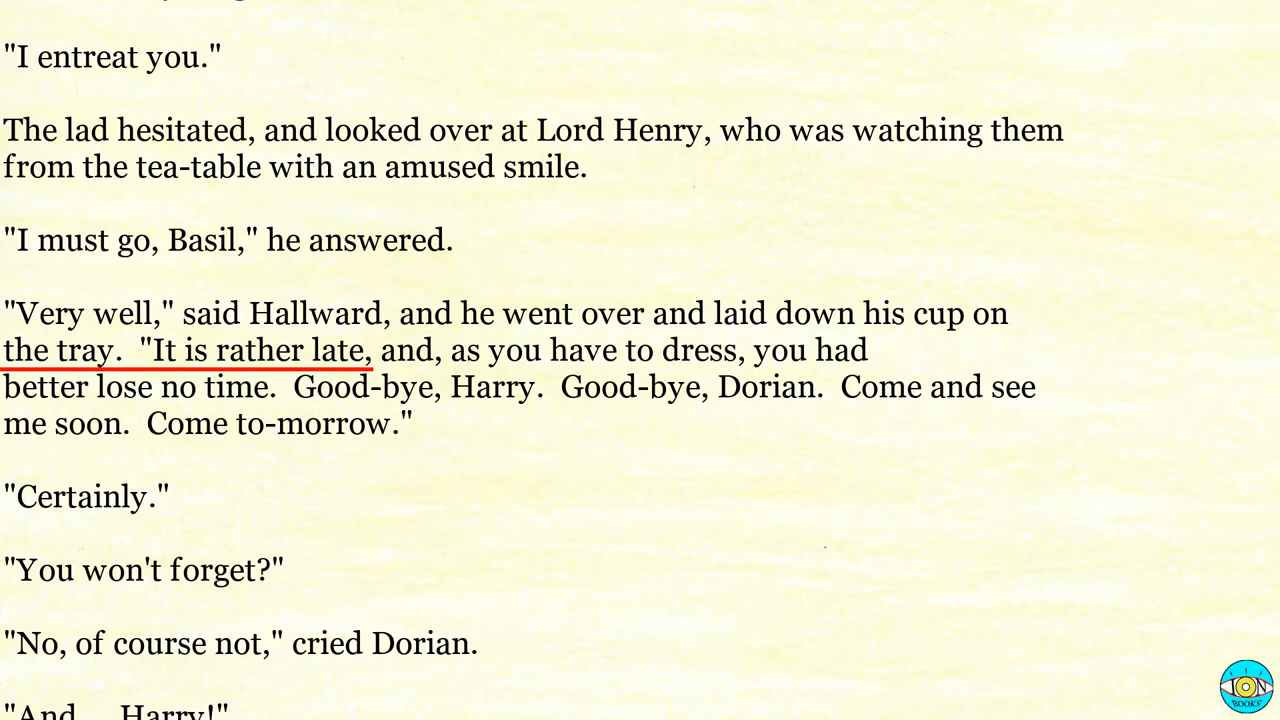 "I entreat you."
The lad hesitated, and looked over at Lord Henry, who was watching them
from the tea-table with an amused smile.
"I must go, Basil," he answered.
"Very well," said Hallward, and he went over and laid down his cup on
the tray.  "It is rather late, and, as you have to dress, you had
better lose no time.  Good-bye, Harry.  Good-bye, Dorian.  Come and see
me soon.  Come to-morrow."
"Certainly."
"You won't forget?"
"No, of course not," cried Dorian.
"And ... Harry!"
ION
BOOKS